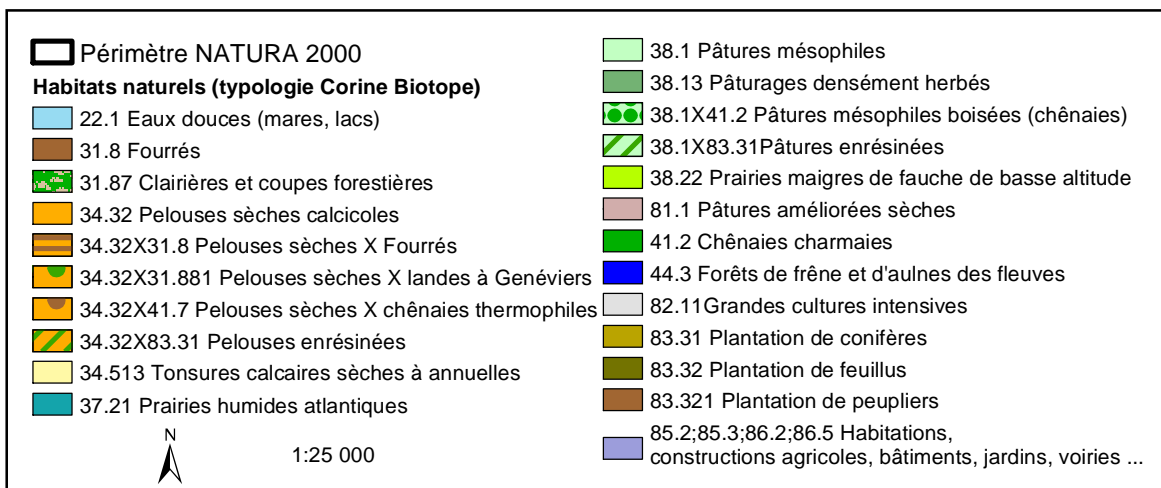 Périmètre NATURA 2000
Habitats naturels (typologie Corine Biotope)
22.1 Eaux douces (mares, lacs)
31.8 Fourrés
31.87 Clairières et coupes forestières
34.32 Pelouses sèches calcicoles
34.32X31.8 Pelouses sèches X Fourrés
34.32X31.881 Pelouses sèches X landes à Genéviers
34.32X41.7 Pelouses sèches X chênaies thermophiles
34.32X83.31 Pelouses enrésinées
34.513 Tonsures calcaires sèches à annuelles
37.21 Prairies humides atlantiques
N
1:25 000
38.1 Pâtures mésophiles
38.13 Pâturages densément herbés
38.1X41.2 Pâtures mésophiles boisées (chênaies)
38.1X83.31Pâtures enrésinées
38.22 Prairies maigres de fauche de basse altitude
81.1 Pâtures améliorées sèches
41.2 Chênaies charmaies
44.3 Forêts de frêne et d'aulnes des fleuves
82.11Grandes cultures intensives
83.31 Plantation de conifères
83.32 Plantation de feuillus
83.321 Plantation de peupliers
85.2;85.3;86.2;86.5 Habitations,
constructions agricoles, bâtiments, jardins, voiries ...